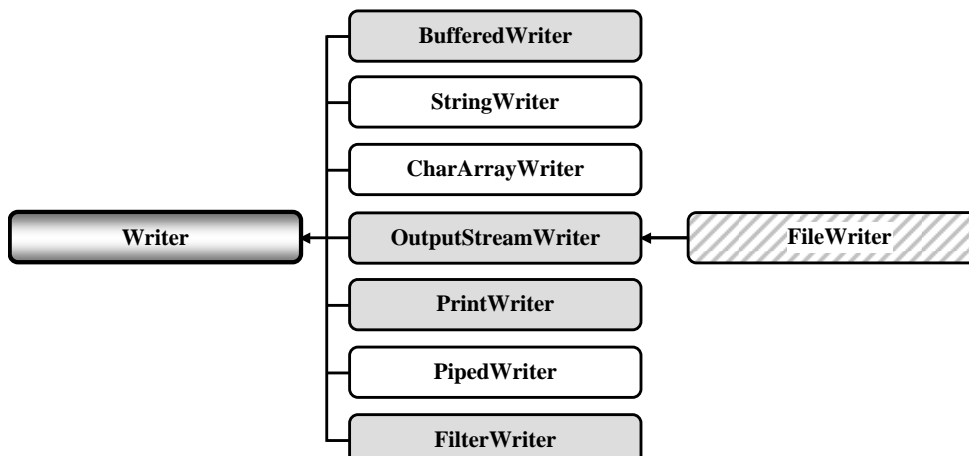 BufferedWriter
StringWriter
CharArrayWriter
Writer
OutputStreamWriter
FileWriter
PrintWriter
PipedWriter
FilterWriter